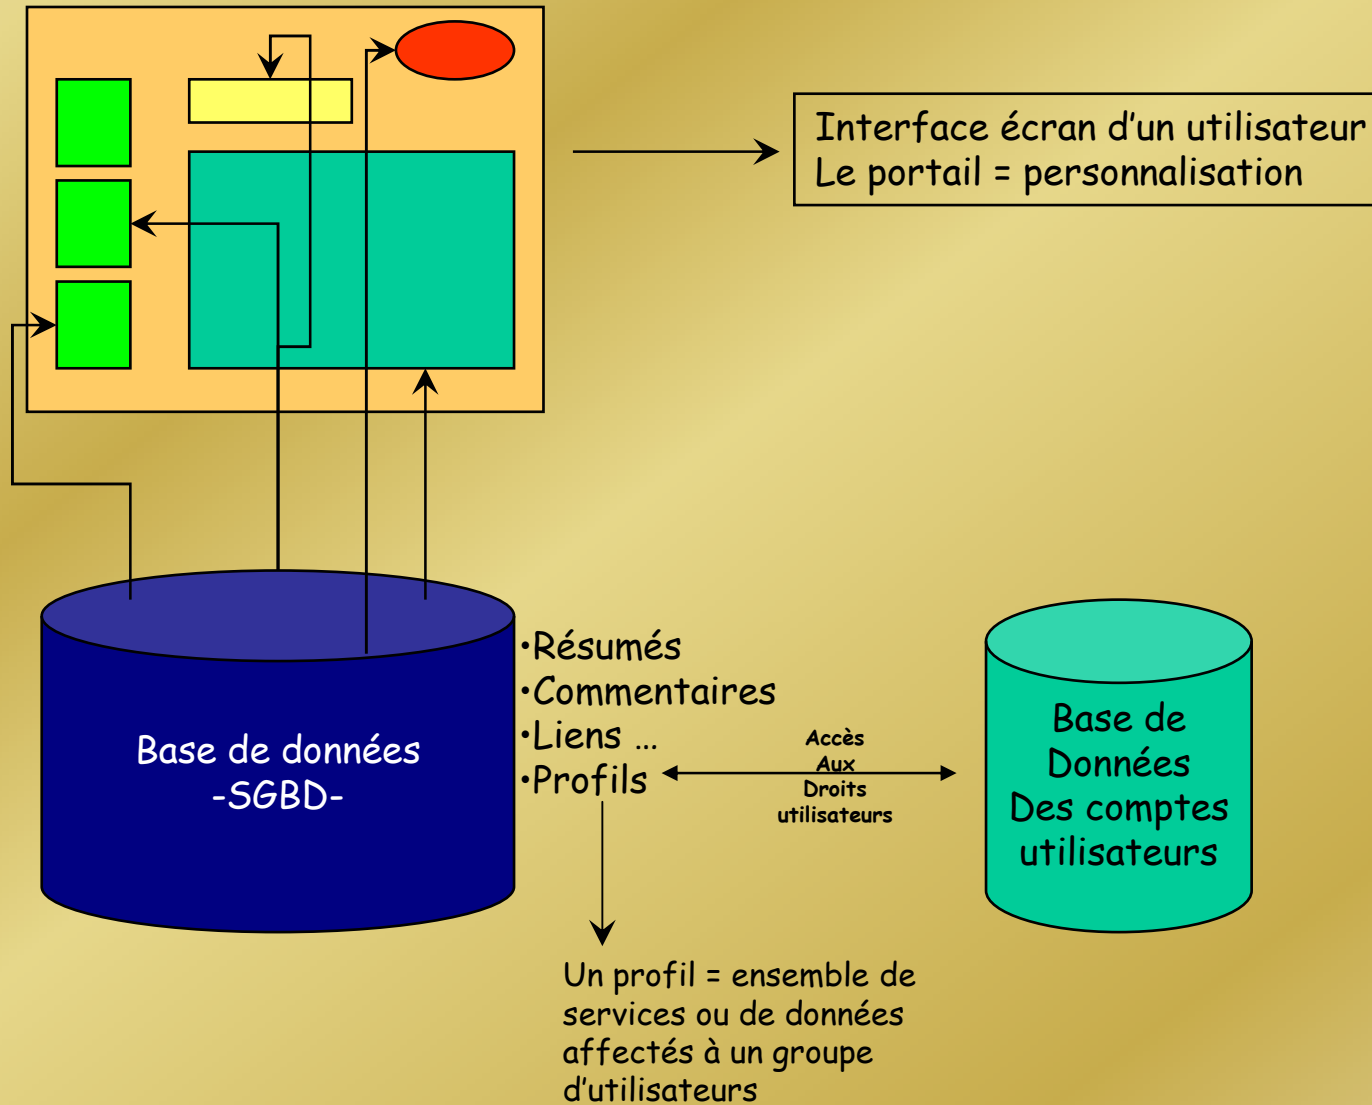 Interface écran d'un utilisateur
Le portail = personnalisation
•Résumés
•Commentaires
•Liens …
•Profils
Base de données
-SGBD-
Accès
Aux
Droits
utilisateurs
Base de
Données
Des comptes
utilisateurs
Un profil = ensemble de
services ou de données
affectés à un groupe
d'utilisateurs